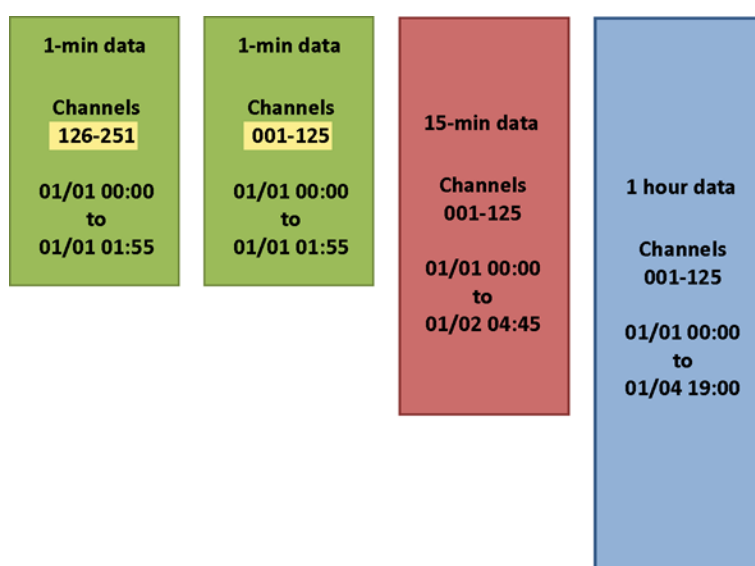 1-min data
Channels
126-251
01/01 00:00
to
01/01 01:55
1-min data
Channels
001-125
01/01 00:00
to
01/01 01:55
15-min data
Channels
001-125
01/01 00:00
to
01/02 04:45
1 hour data
Channels
001-125
01/01 00:00
to
01/04 19:00